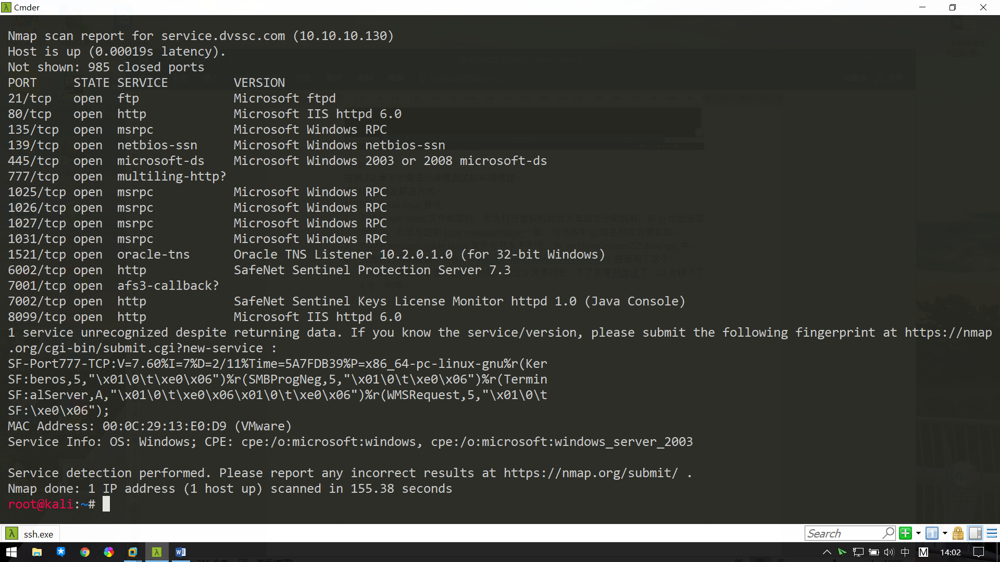 Cmder
Nmap scan report for service.dvssc.com (10.10.10.130)
Host is up (0.00019s latency).
Not shown: 985 closed ports
PORT     STATE SERVICE         VERSION
21/tcp   open  ftp             Microsoft ftpd
80/tcp   open  http            Microsoft IIS httpd 6.0
135/tcp  open  msrpc           Microsoft Windows RPC
139/tcp  open  netbios-ssn     Microsoft Windows netbios-ssn
445/tcp  open  microsoft-ds    Microsoft Windows 2003 or 2008 microsoft-ds
777/tcp  open  multiling-http?
1025/tcp open  msrpc           Microsoft Windows RPC
1026/tcp open  msrpc           Microsoft Windows RPC
1027/tcp open  msrpc           Microsoft Windows RPC
1031/tcp open  msrpc           Microsoft Windows RPC
1521/tcp open  oracle-tns      Oracle TNS Listener 10.2.0.1.0 (for 32-bit Windows)
6002/tcp open  http            SafeNet Sentinel Protection Server 7.3
7001/tcp open  afs3-callback?
7002/tcp open  http            SafeNet Sentinel Keys License Monitor httpd 1.0 (Java Console)
8099/tcp open  http            Microsoft IIS httpd 6.0
1 service unrecognized despite returning data. If you know the service/version, please submit the following fingerprint at https://nmap
.org/cgi-bin/submit.cgi?new-service :
SF-Port777-TCP:V=7.60%I=7%D=2/11%Time=5A7FDB39%P=x86_64-pc-linux-gnu%r(Ker
SF:beros,5,"\x01\0\t\xe0\x06")%r(SMBProgNeg,5,"\x01\0\t\xe0\x06")%r(Termin
SF:alServer,A,"\x01\0\t\xe0\x06\x01\0\t\xe0\x06")%r(WMSRequest,5,"\x01\0\t
SF:\xe0\x06");
MAC Address: 00:0C:29:13:E0:D9 (VMware)
Service Info: OS: Windows; CPE: cpe:/o:microsoft:windows, cpe:/o:microsoft:windows_server_2003
Service detection performed. Please report any incorrect results at https://nmap.org/submit/ .
Nmap done: 1 IP address (1 host up) scanned in 155.38 seconds
root@kali:~#
ssh.exe
Search
1
中
M
14:02